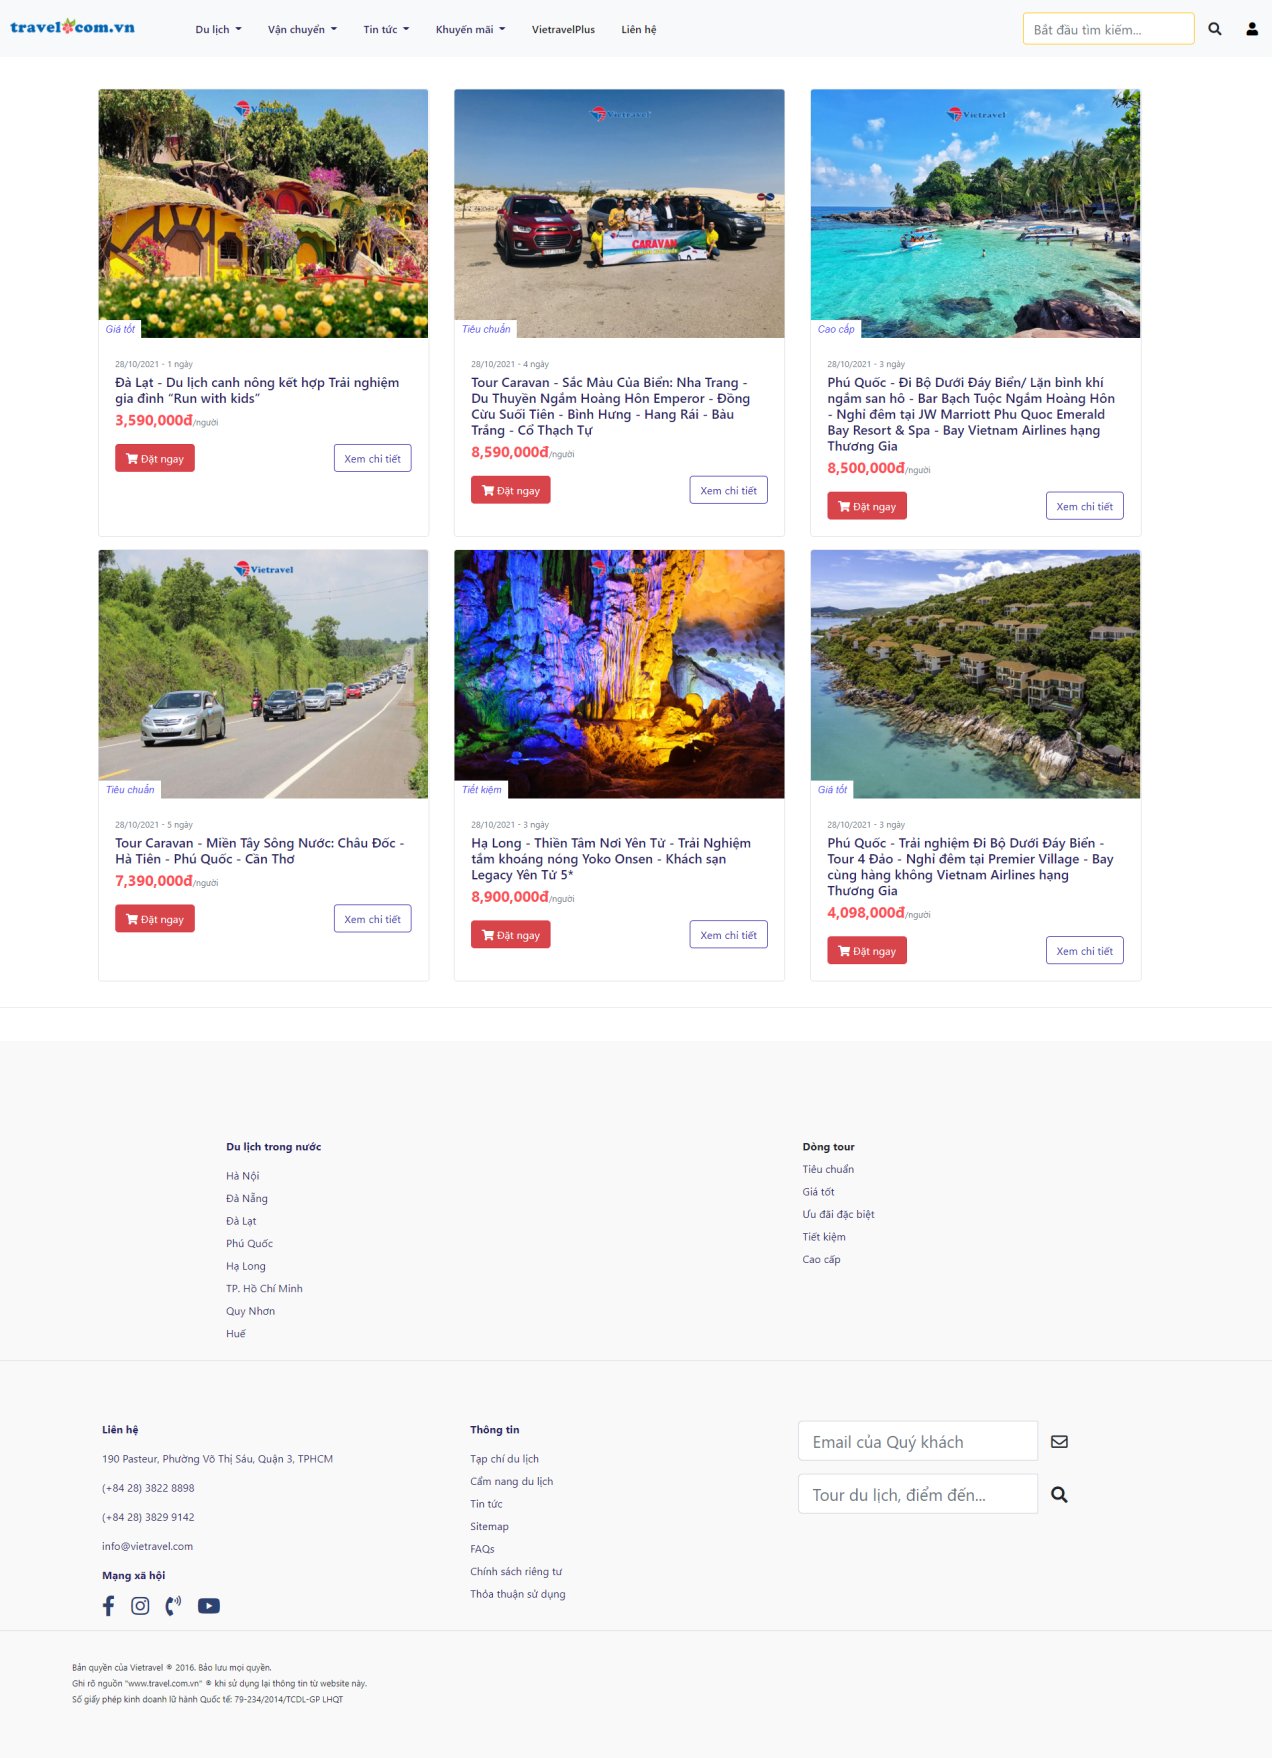 travel.com.vn
Du lịch
Vận chuyển
Tin tức
Khuyến mãi
VietravelPlus
Liên hệ
Bắt đầu tìm kiếm...
Vietravel
Giá tốt
28/10/2021 - 1 ngày
Đà Lạt - Du lịch canh nông kết hợp Trải nghiệm
gia đình “Run with kids”
3,590,000đ/người
Đặt ngay
Xem chi tiết
Vietravel
CARAVAN
Tiêu chuẩn
28/10/2021 - 4 ngày
Tour Caravan - Sắc Màu Của Biển: Nha Trang -
Du Thuyền Ngắm Hoàng Hôn Emperor - Đồng
Cừu Suối Tiên - Bình Hưng - Hang Rái - Bàu
Trắng - Cổ Thạch Tự
8,590,000đ/người
Đặt ngay
Xem chi tiết
Vietravel
Cao cấp
28/10/2021 - 3 ngày
Phú Quốc - Đi Bộ Dưới Đáy Biển/ Lặn bình khí
ngắm san hô - Bar Bạch Tuộc Ngắm Hoàng Hôn
- Nghỉ đêm tại JW Marriott Phu Quoc Emerald
Bay Resort & Spa - Bay Vietnam Airlines hạng
Thương Gia
8,500,000đ/người
Đặt ngay
Xem chi tiết
Vietravel
Tiêu chuẩn
28/10/2021 - 5 ngày
Tour Caravan - Miền Tây Sông Nước: Châu Đốc -
Hà Tiên - Phú Quốc - Cần Thơ
7,390,000đ/người
Đặt ngay
Xem chi tiết
Vietravel
Tiết kiệm
28/10/2021 - 3 ngày
Hạ Long - Thiền Tâm Nơi Yên Tử - Trải Nghiệm
tắm khoáng nóng Yoko Onsen - Khách sạn
Legacy Yên Tử 5*
8,900,000đ/người
Đặt ngay
Xem chi tiết
Giá tốt
28/10/2021 - 3 ngày
Phú Quốc - Trải nghiệm Đi Bộ Dưới Đáy Biển -
Tour 4 Đảo - Nghỉ đêm tại Premier Village - Bay
cùng hàng không Vietnam Airlines hạng
Thương Gia
4,098,000đ/người
Đặt ngay
Xem chi tiết
Du lịch trong nước
Hà Nội
Đà Nẵng
Đà Lạt
Phú Quốc
Hạ Long
TP. Hồ Chí Minh
Quy Nhơn
Huế
Dòng tour
Tiêu chuẩn
Giá tốt
Ưu đãi đặc biệt
Tiết kiệm
Cao cấp
Liên hệ
190 Pasteur, Phường Võ Thị Sáu, Quận 3, TPHCM
(+84 28) 3822 8898
(+84 28) 3829 9142
info@vietravel.com
Mạng xã hội
Thông tin
Tạp chí du lịch
Cẩm nang du lịch
Tin tức
Sitemap
FAQs
Chính sách riêng tư
Thỏa thuận sử dụng
Email của Quý khách
Tour du lịch, điểm đến...
Bản quyền của Vietravel ® 2016. Bảo lưu mọi quyền.
Ghi rõ nguồn "www.travel.com.vn" ® khi sử dụng lại thông tin từ website này.
Số giấy phép kinh doanh lữ hành Quốc tế: 79-234/2014/TCDL-GP LHQT